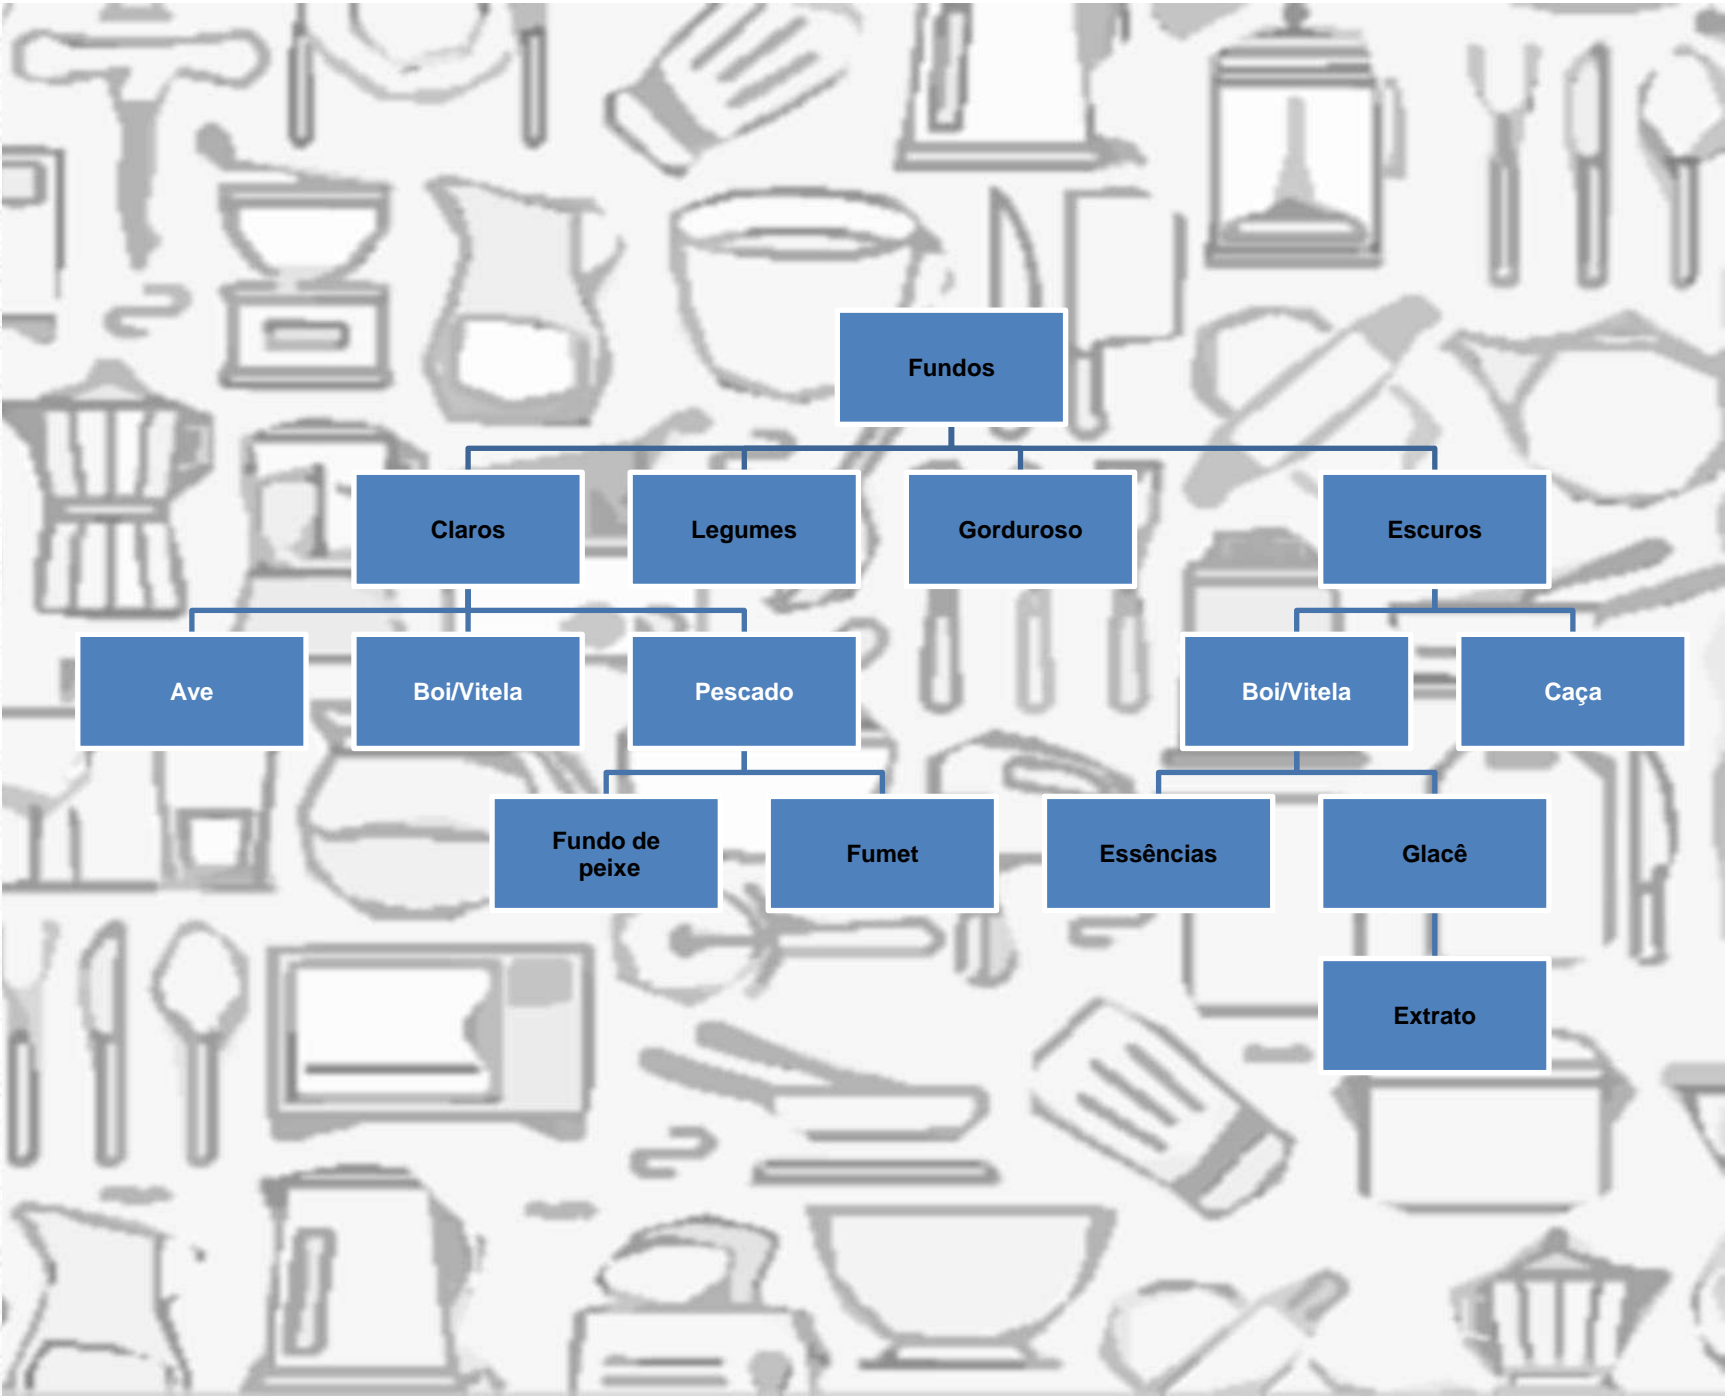 Fundos
Claros
Legumes
Gorduroso
Escuros
Ave
Boi/Vitela
Pescado
Boi/Vitela
Caça
Fundo de
peixe
Fumet
Essências
Glacê
Extrato